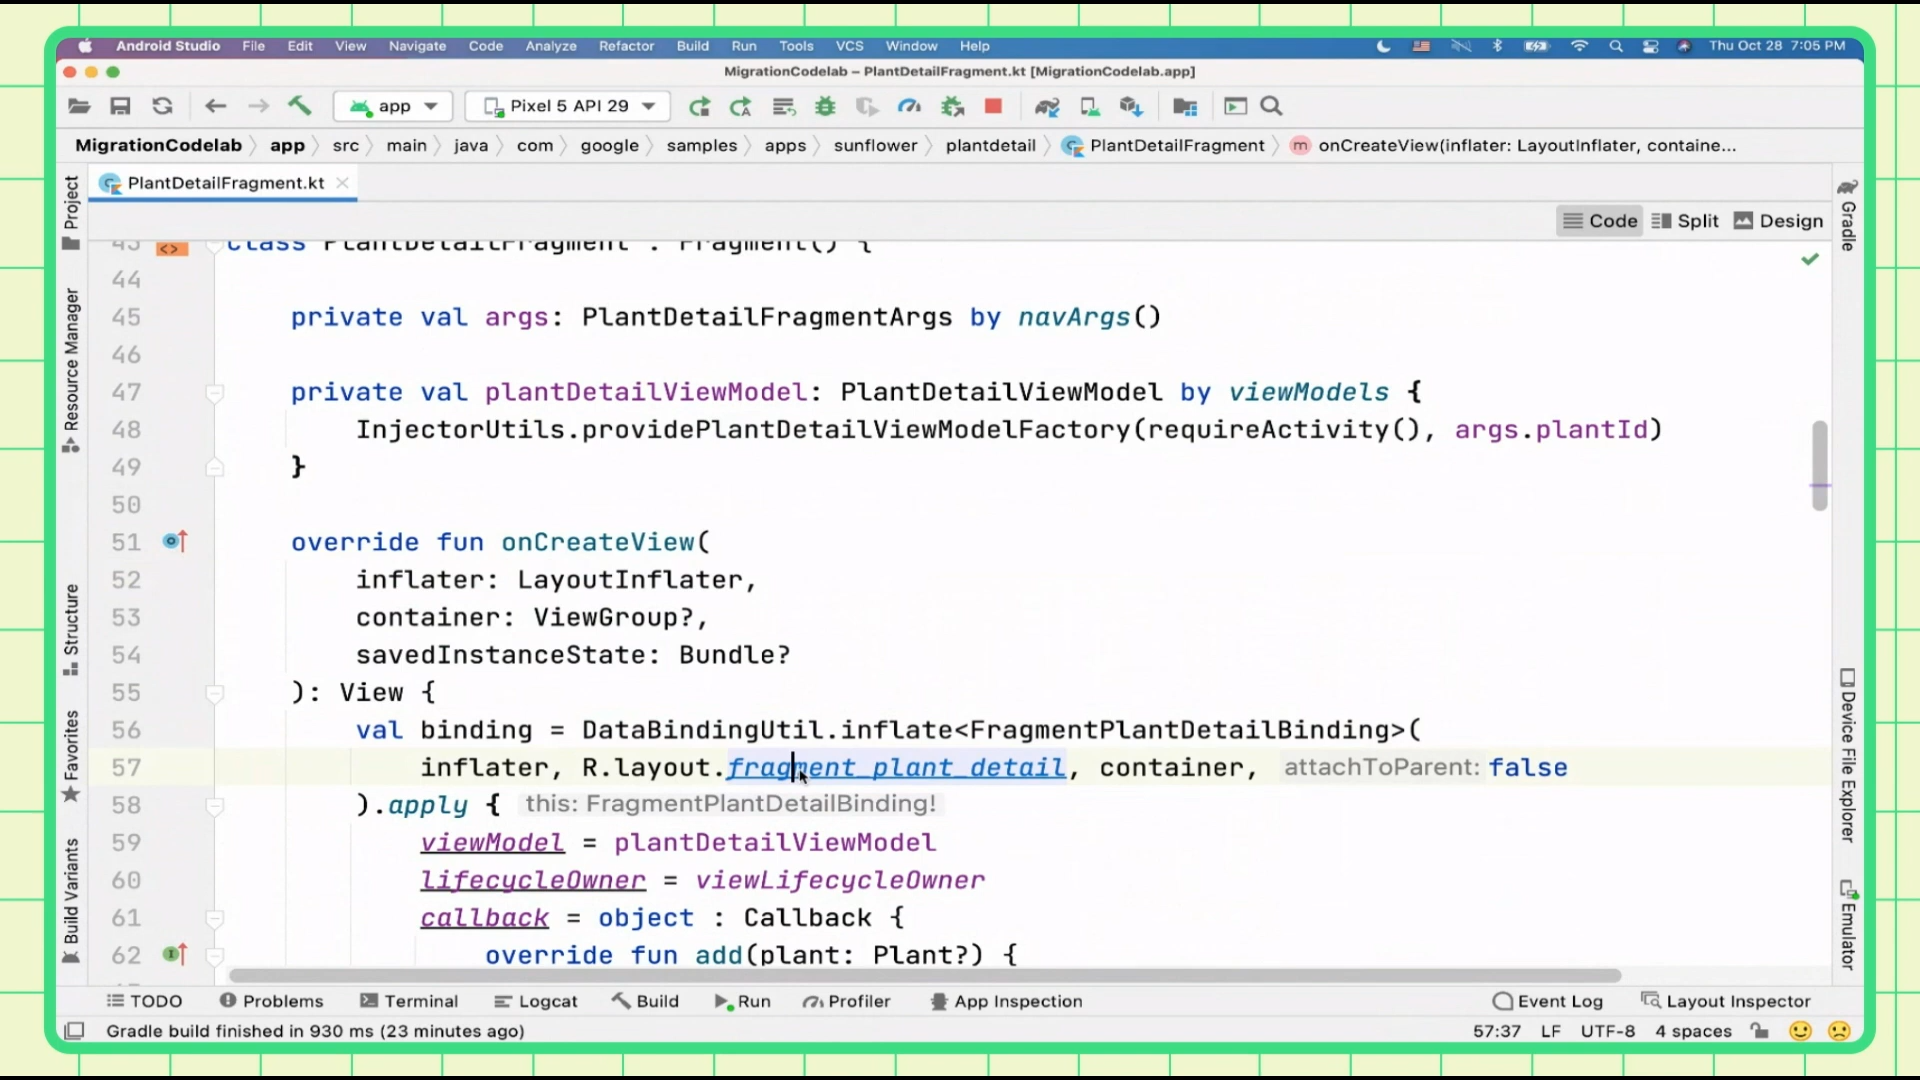 Android Studio File Edit View Navigate Code Analyze Refactor Build Run Tools VCS Window Help Thu Oct 28 7:05 PM
MigrationCodelab – PlantDetailFragment.kt [MigrationCodelab.app]
app Pixel 5 API 29
MigrationCodelab app src main java com google samples apps sunflower plantdetail PlantDetailFragment m onCreateView(inflater: LayoutInflater, containe...
PlantDetailFragment.kt
Code Split Design
Project
Resource Manager
Structure
Favorites
Build Variants
43 class PlantDetailFragment : Fragment() {
44
45 private val args: PlantDetailFragmentArgs by navArgs()
46
47 private val plantDetailViewModel: PlantDetailViewModel by viewModels {
48 InjectorUtils.providePlantDetailViewModelFactory(requireActivity(), args.plantId)
49 }
50
51 override fun onCreateView(
52 inflater: LayoutInflater,
53 container: ViewGroup?,
54 savedInstanceState: Bundle?
55 ): View {
56 val binding = DataBindingUtil.inflate<FragmentPlantDetailBinding>(
57 inflater, R.layout.fragment_plant_detail, container, attachToParent: false
58 ).apply { this: FragmentPlantDetailBinding!
59 viewModel = plantDetailViewModel
60 lifecycleOwner = viewLifecycleOwner
61 callback = object : Callback {
62 override fun add(plant: Plant?) {
Gradle
Device File Explorer
Emulator
TODO Problems Terminal Logcat Build Run Profiler App Inspection Event Log Layout Inspector
Gradle build finished in 930 ms (23 minutes ago) 57:37 LF UTF-8 4 spaces